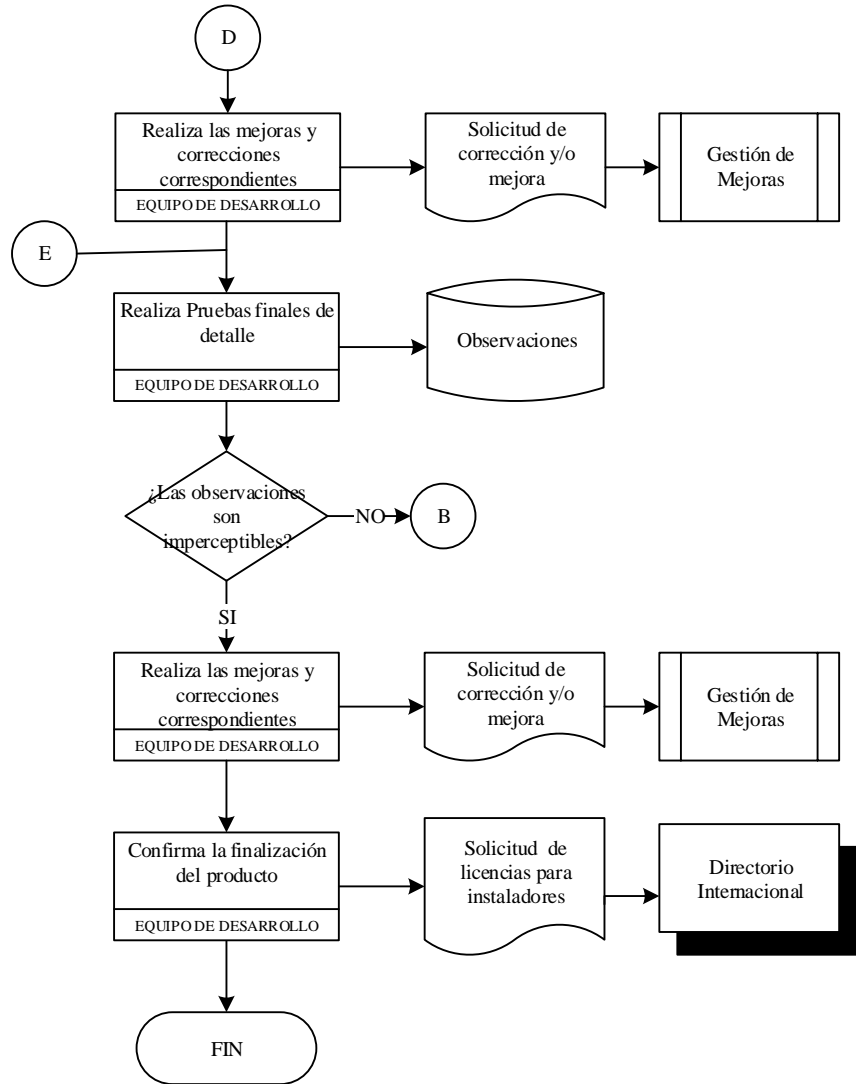 D
Realiza las mejoras y
correcciones
correspondientes
EQUIPO DE DESARROLLO
Solicitud de
corrección y/o
mejora
Gestión de
Mejoras
E
Realiza Pruebas finales de
detalle
EQUIPO DE DESARROLLO
Observaciones
¿Las observaciones
son
imperceptibles?
NO
B
SI
Realiza las mejoras y
correcciones
correspondientes
EQUIPO DE DESARROLLO
Solicitud de
corrección y/o
mejora
Gestión de
Mejoras
Confirma la finalización
del producto
EQUIPO DE DESARROLLO
Solicitud de
licencias para
instaladores
Directorio
Internacional
FIN